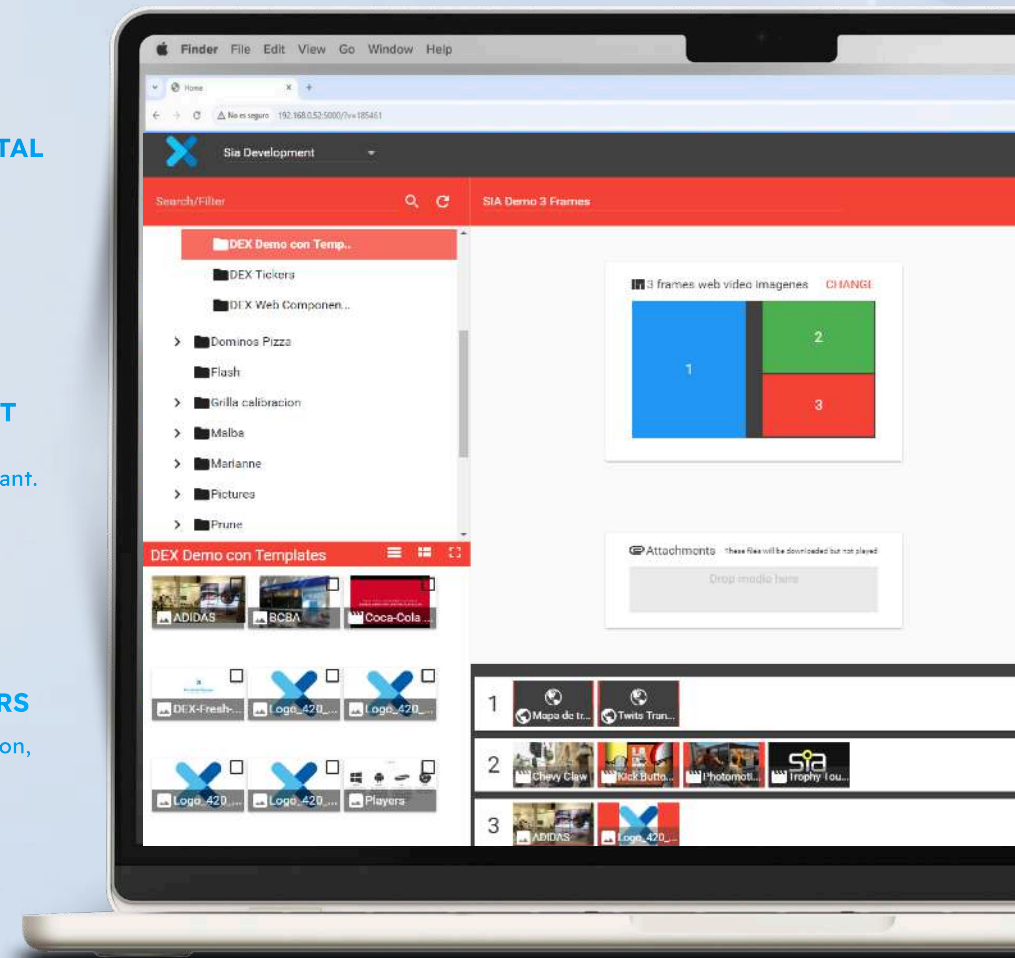 TAL
T
ant.
RS
on,
Finder File Edit View Go Window Help
Home
No es seguro 192.168.0.52:5000/?v=185461
Sia Development
Search/Filter
SIA Demo 3 Frames
DEX Demo con Temp..
DEX Tickers
DEX Web Componen...
Dominos Pizza
Flash
Grilla calibracion
Malba
Marianne
Pictures
Prune
3 frames web video imagenes CHANGE
1
2
3
Attachments These files will be downloaded but not played
Drop media here
DEX Demo con Templates
ADIDAS
BCBA
Coca-Cola ...
DEX-Fresh-...
Logo_420_...
Logo_420_...
Logo_420_...
Logo_420_...
Players
1
Mapa de tr...
Twits Tran...
2
Chevy Claw
Kick Butto...
Photomoti...
sia
Trophy Tou...
3
ADIDAS
Logo_420_...